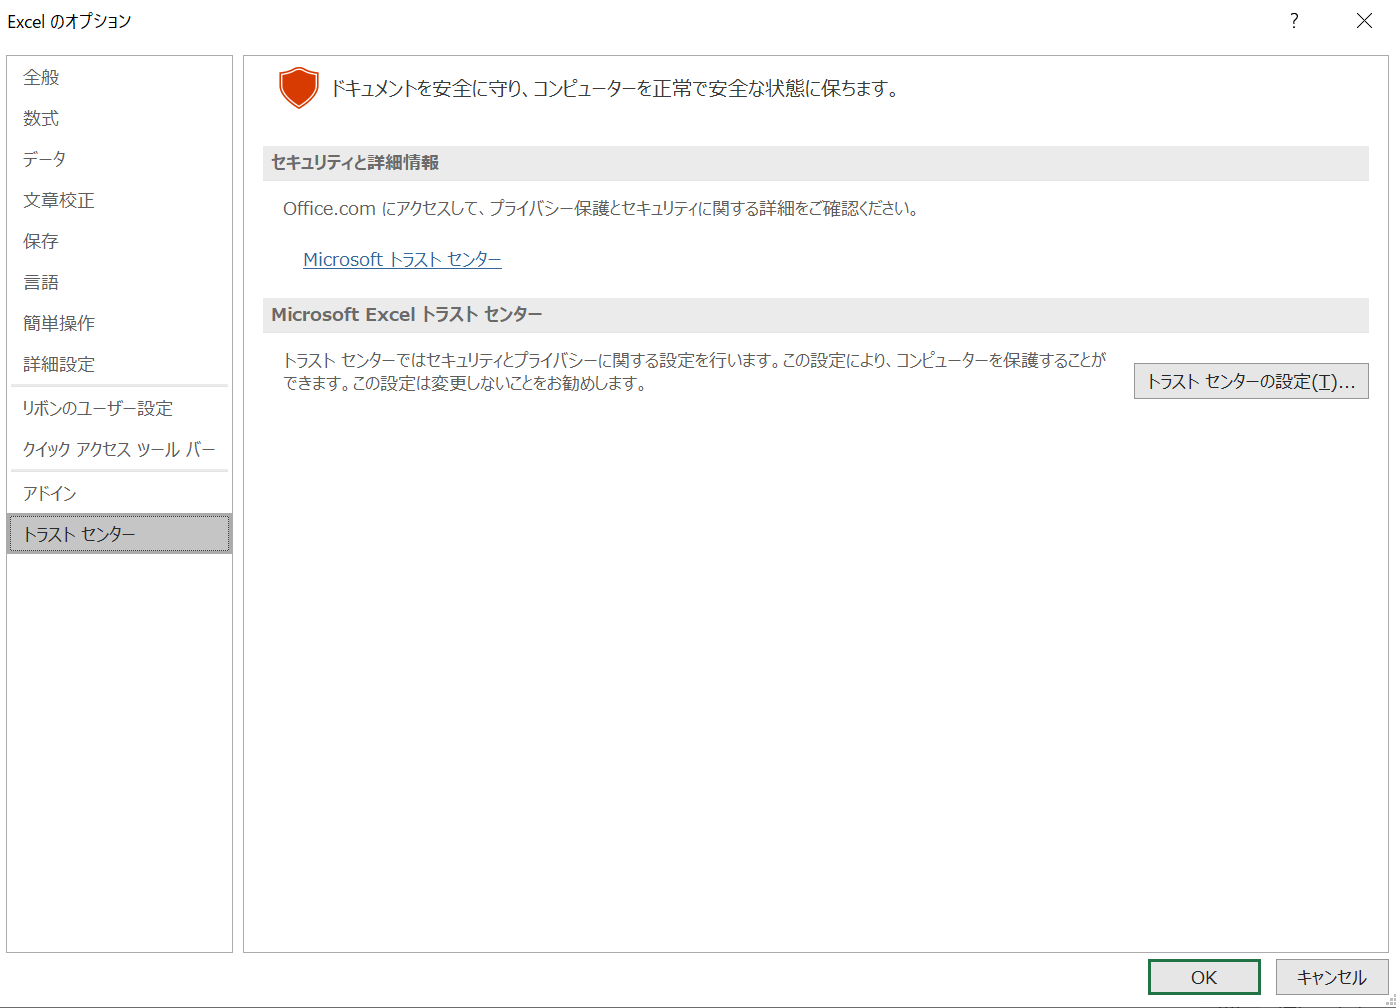 Excel のオプション
?
全般
数式
データ
文章校正
保存
言語
簡単操作
詳細設定
リボンのユーザー設定
クイック アクセス ツール バー
アドイン
トラスト センター
ドキュメントを安全に守り、コンピューターを正常で安全な状態に保ちます。
セキュリティと詳細情報
Office.com にアクセスして、プライバシー保護とセキュリティに関する詳細をご確認ください。
Microsoft トラスト センター
Microsoft Excel トラスト センター
トラスト センターではセキュリティとプライバシーに関する設定を行います。この設定により、コンピューターを保護することが
できます。この設定は変更しないことをお勧めします。
トラスト センターの設定(T)...
OK
キャンセル